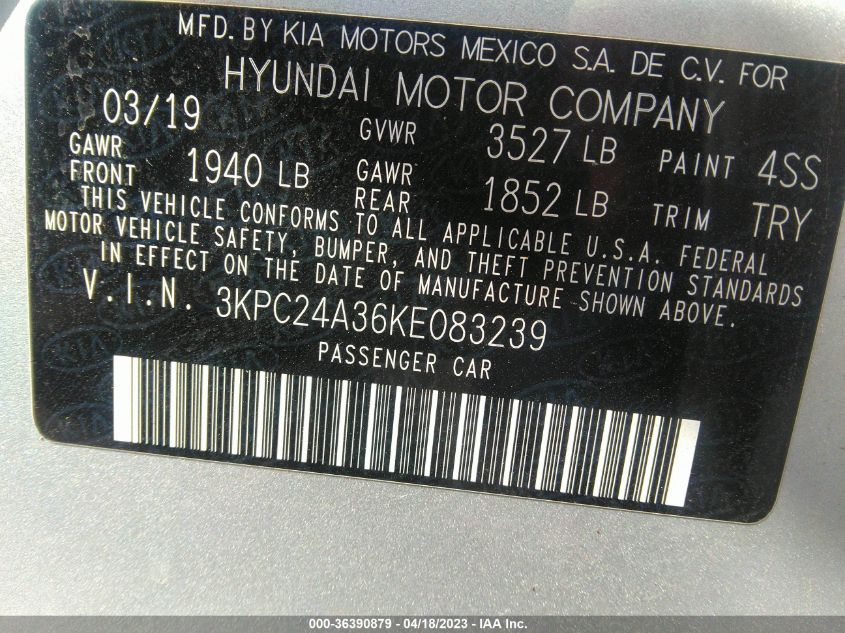 MFD. BY KIA MOTORS MEXICO S.A. DE C.V. FOR
HYUNDAI MOTOR COMPANY
03/19 GVWR 3527 LB PAINT 4SS
GAWR FRONT 1940 LB GAWR REAR 1852 LB TRIM TRY
THIS VEHICLE CONFORMS TO ALL APPLICABLE U.S.A. FEDERAL
MOTOR VEHICLE SAFETY, BUMPER, AND THEFT PREVENTION STANDARDS
IN EFFECT ON THE DATE OF MANUFACTURE SHOWN ABOVE.
V.I.N. 3KPC24A36KE083239
PASSENGER CAR
000-36390879 - 04/18/2023 - IAA Inc.